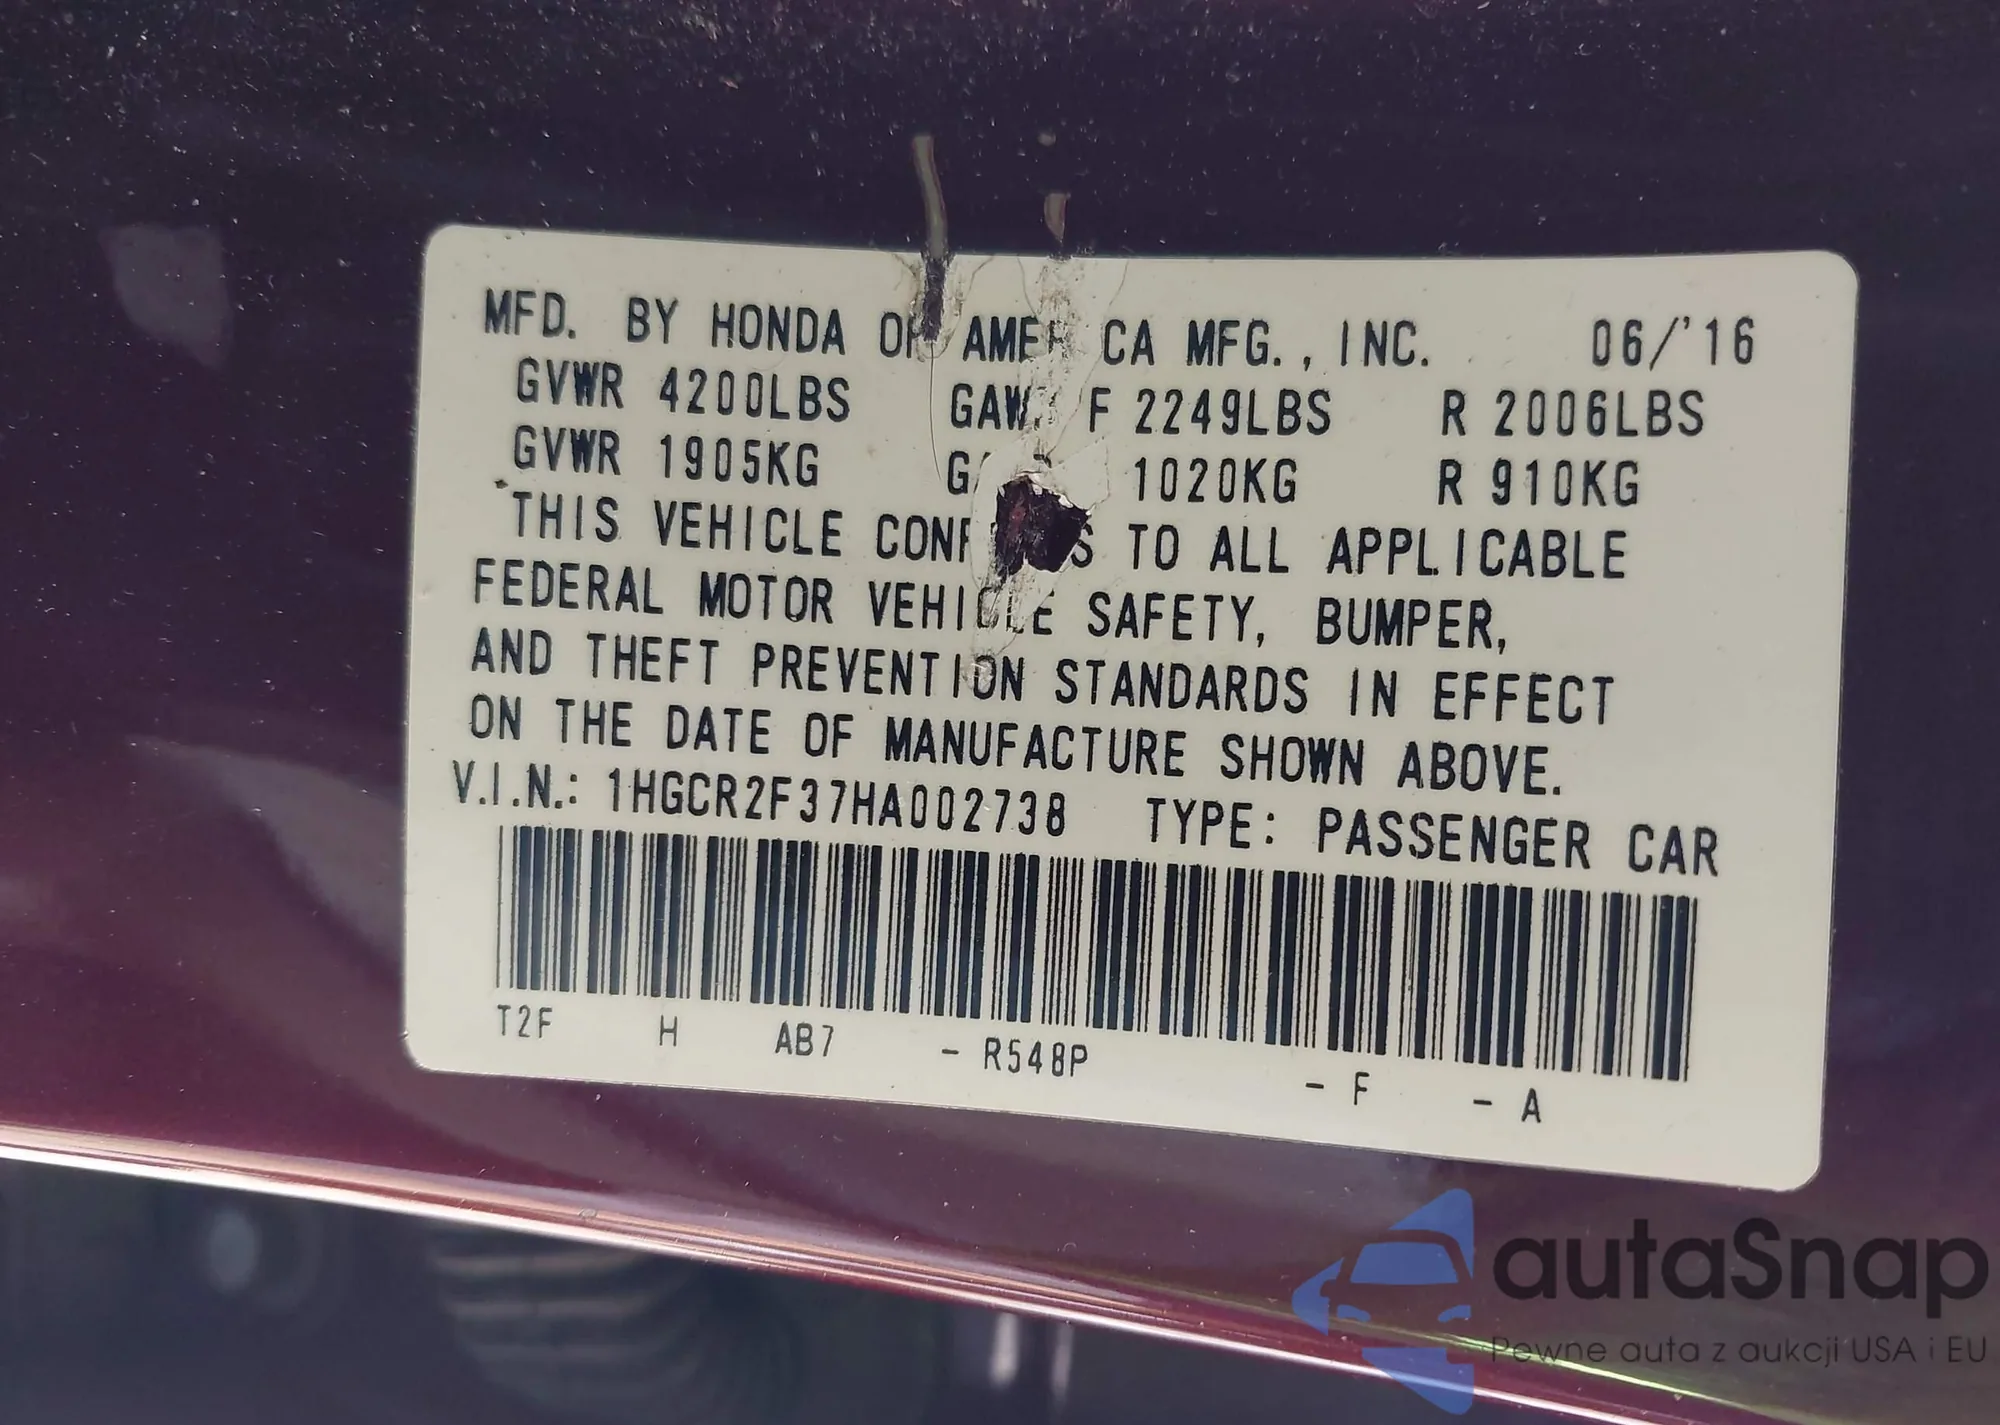 MFD. BY HONDA OF AMERICA MFG., INC. 06/'16
GVWR 4200LBS GAWR F 2249LBS R 2006LBS
GVWR 1905KG 1020KG R 910KG
THIS VEHICLE TO ALL APPLICABLE
FEDERAL MOTOR VEHICLE SAFETY, BUMPER,
AND THEFT PREVENTION STANDARDS IN EFFECT
ON THE DATE OF MANUFACTURE SHOWN ABOVE.
V.I.N.: 1HGCR2F37HA002738 TYPE: PASSENGER CAR
T2F H AB7 - R548P - F - A
autaSnap
Pewne auta z aukcji USA i EU